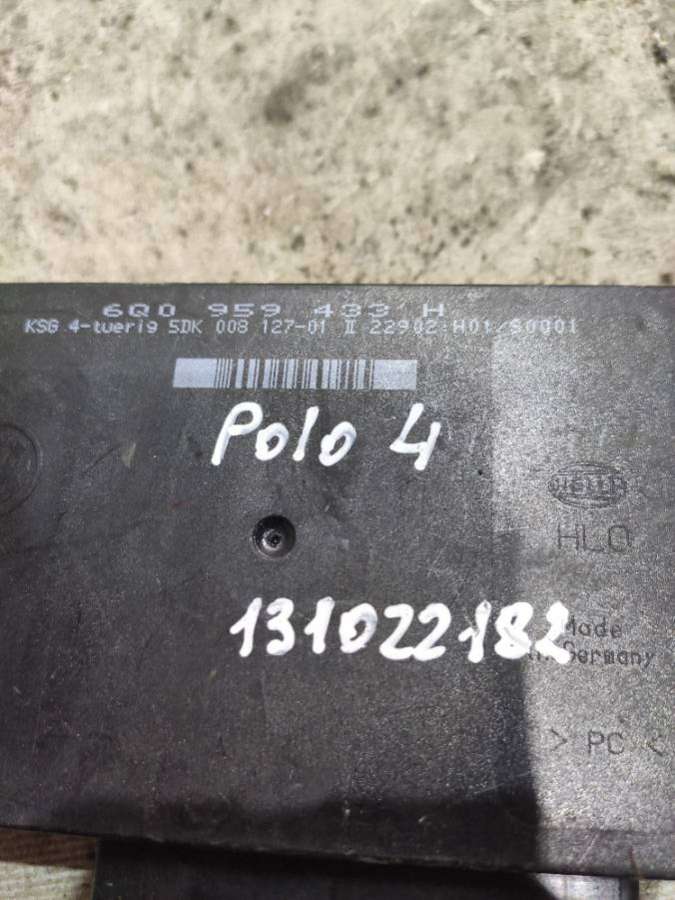 6Q0 959 433 H
KSG 4-tuerig 5DK 008 127-01 II 22902 H01/S0001
Polo 4
HELLA
HLO
131022182
Made
in Germany
> PC <